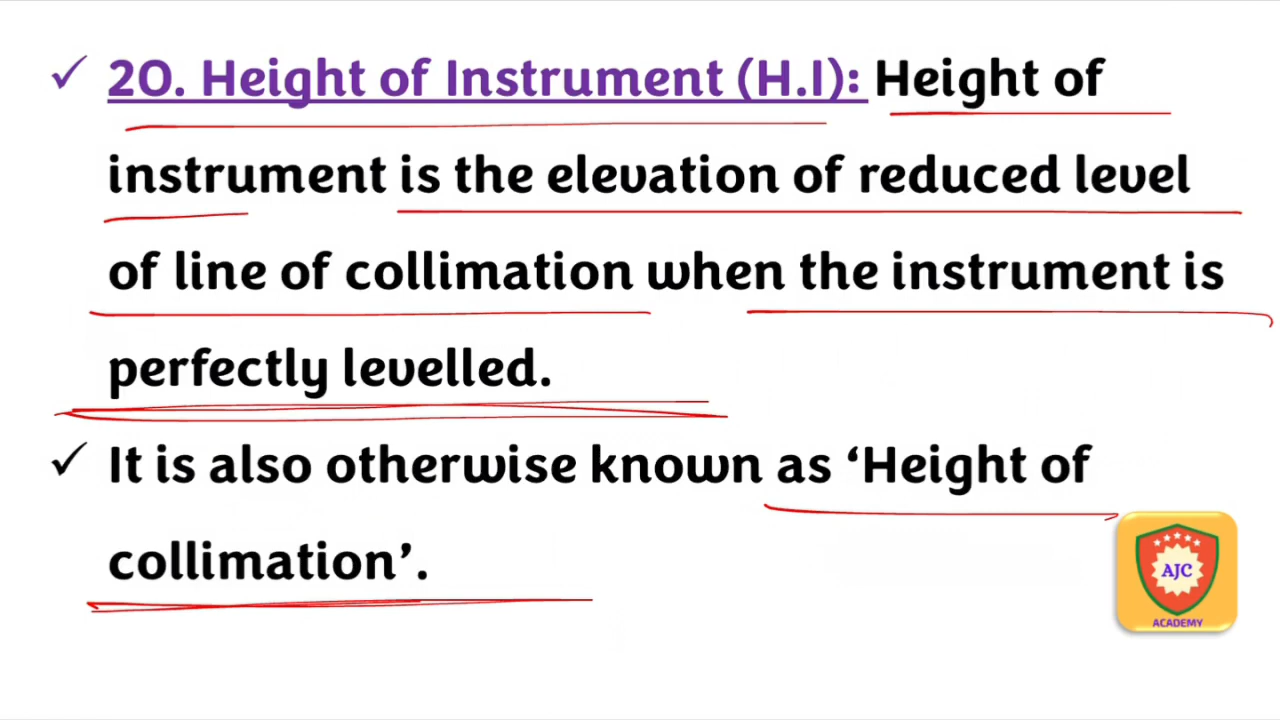 ✓ 20. Height of Instrument (H.I): Height of
instrument is the elevation of reduced level
of line of collimation when the instrument is
perfectly levelled.
✓ It is also otherwise known as ‘Height of
collimation’.
AJC
ACADEMY